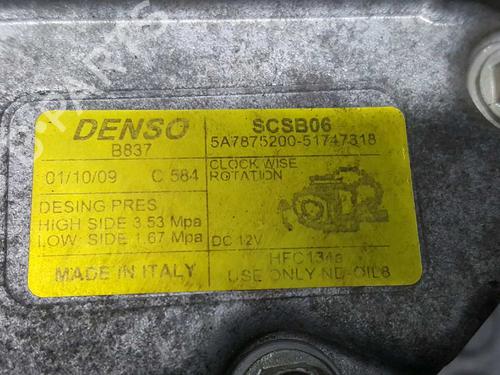 DENSO
B837
01/10/09 C 584
DESING PRES
HIGH SIDE 3.53 Mpa
LOW SIDE 1.67 Mpa
MADE IN ITALY
SCSB06
5A7875200-51747318
CLOCK WISE
ROTATION
DC 12V
HFC134a
USE ONLY ND-OIL8